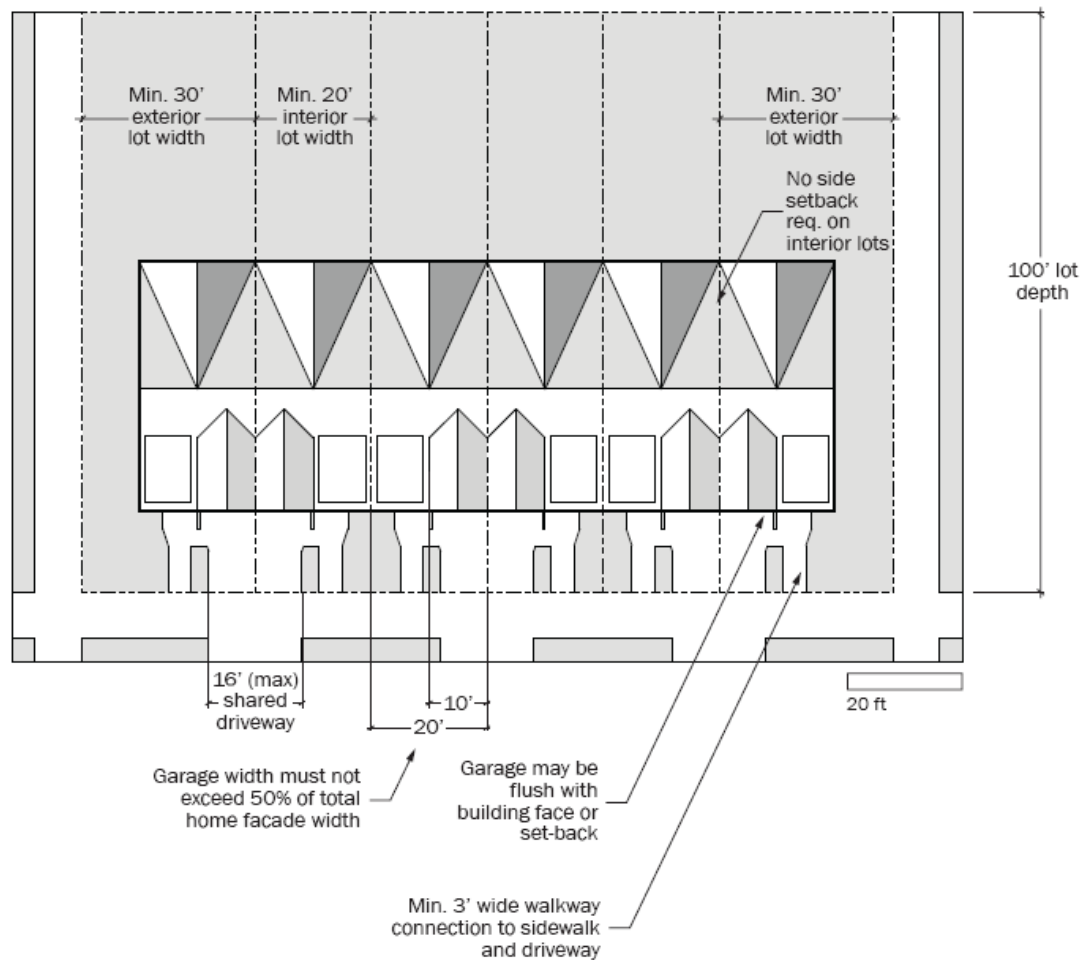 Min. 30'
exterior
lot width
Min. 20'
interior
lot width
Min. 30'
exterior
lot width
No side
setback
req. on
interior lots
100' lot
depth
16' (max)
shared
driveway
10'
20'
20 ft
Garage width must not
exceed 50% of total
home facade width
Garage may be
flush with
building face or
set-back
Min. 3' wide walkway
connection to sidewalk
and driveway